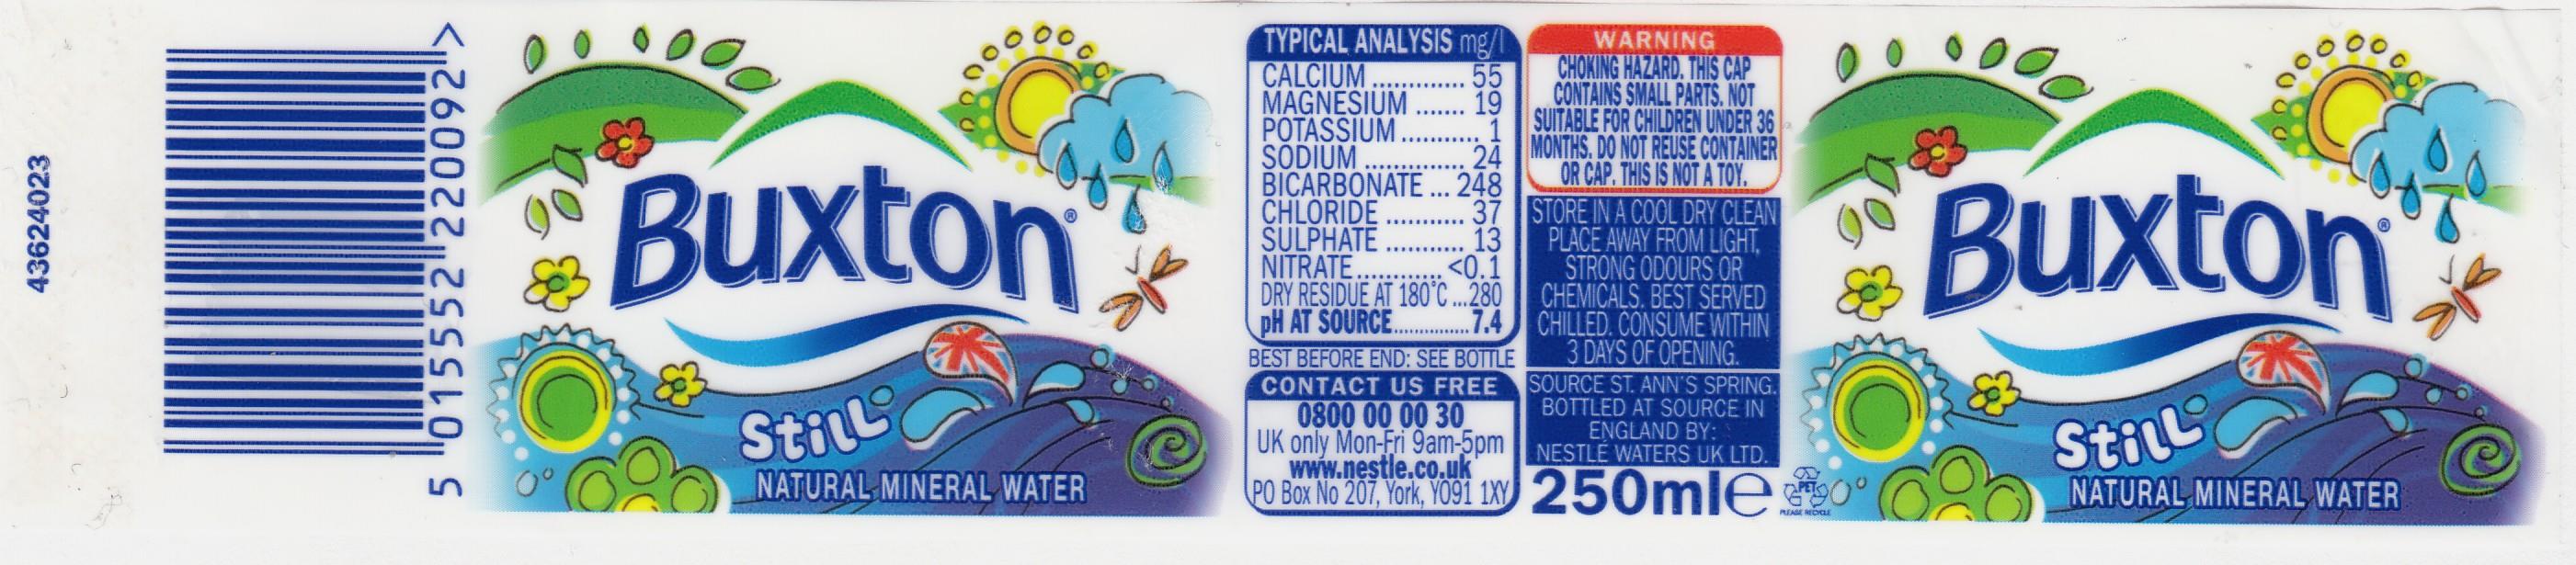 43624023
5 015552 220092 >
Buxton®
Still
NATURAL MINERAL WATER
TYPICAL ANALYSIS mg/l
CALCIUM ............. 55
MAGNESIUM ....... 19
POTASSIUM ........... 1
SODIUM .............. 24
BICARBONATE ... 248
CHLORIDE ........... 37
SULPHATE ........... 13
NITRATE............ <0.1
DRY RESIDUE AT 180°C ...280
pH AT SOURCE............... 7.4
BEST BEFORE END: SEE BOTTLE
CONTACT US FREE
0800 00 00 30
UK only Mon-Fri 9am-5pm
www.nestle.co.uk
PO Box No 207, York, YO91 1XY
WARNING
CHOKING HAZARD. THIS CAP
CONTAINS SMALL PARTS. NOT
SUITABLE FOR CHILDREN UNDER 36
MONTHS. DO NOT REUSE CONTAINER
OR CAP. THIS IS NOT A TOY.
STORE IN A COOL DRY CLEAN
PLACE AWAY FROM LIGHT,
STRONG ODOURS OR
CHEMICALS. BEST SERVED
CHILLED. CONSUME WITHIN
3 DAYS OF OPENING.
SOURCE ST. ANN'S SPRING.
BOTTLED AT SOURCE IN
ENGLAND BY:
NESTLÉ WATERS UK LTD.
250ml℮
PET
PLEASE RECYCLE
Buxton®
Still
NATURAL MINERAL WATER